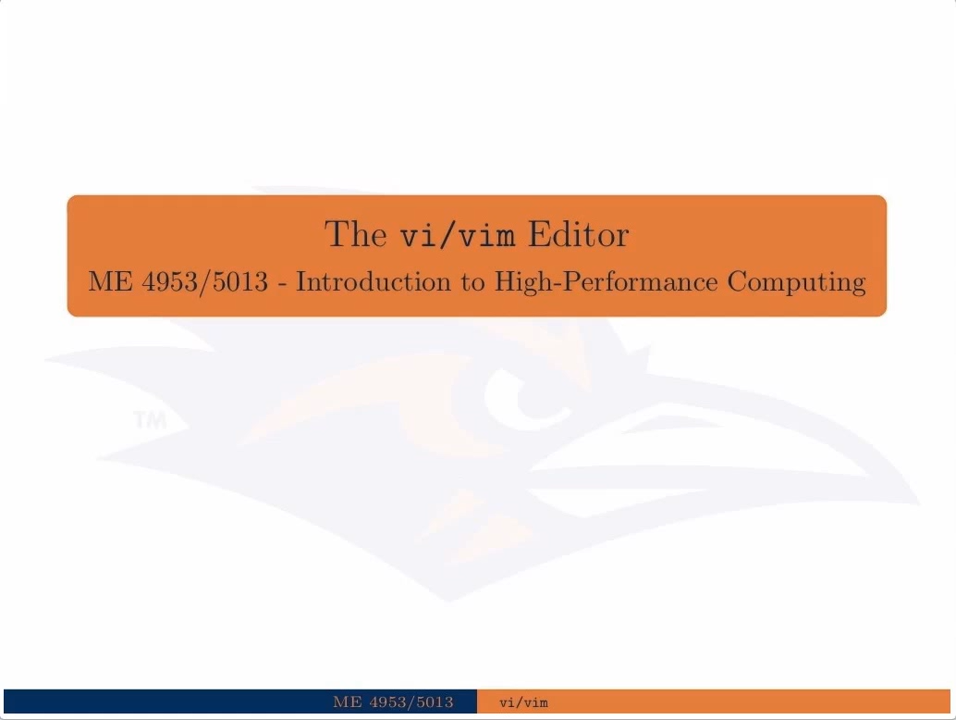 The vi/vim Editor
ME 4953/5013 - Introduction to High-Performance Computing
TM
ME 4953/5013
vi/vim